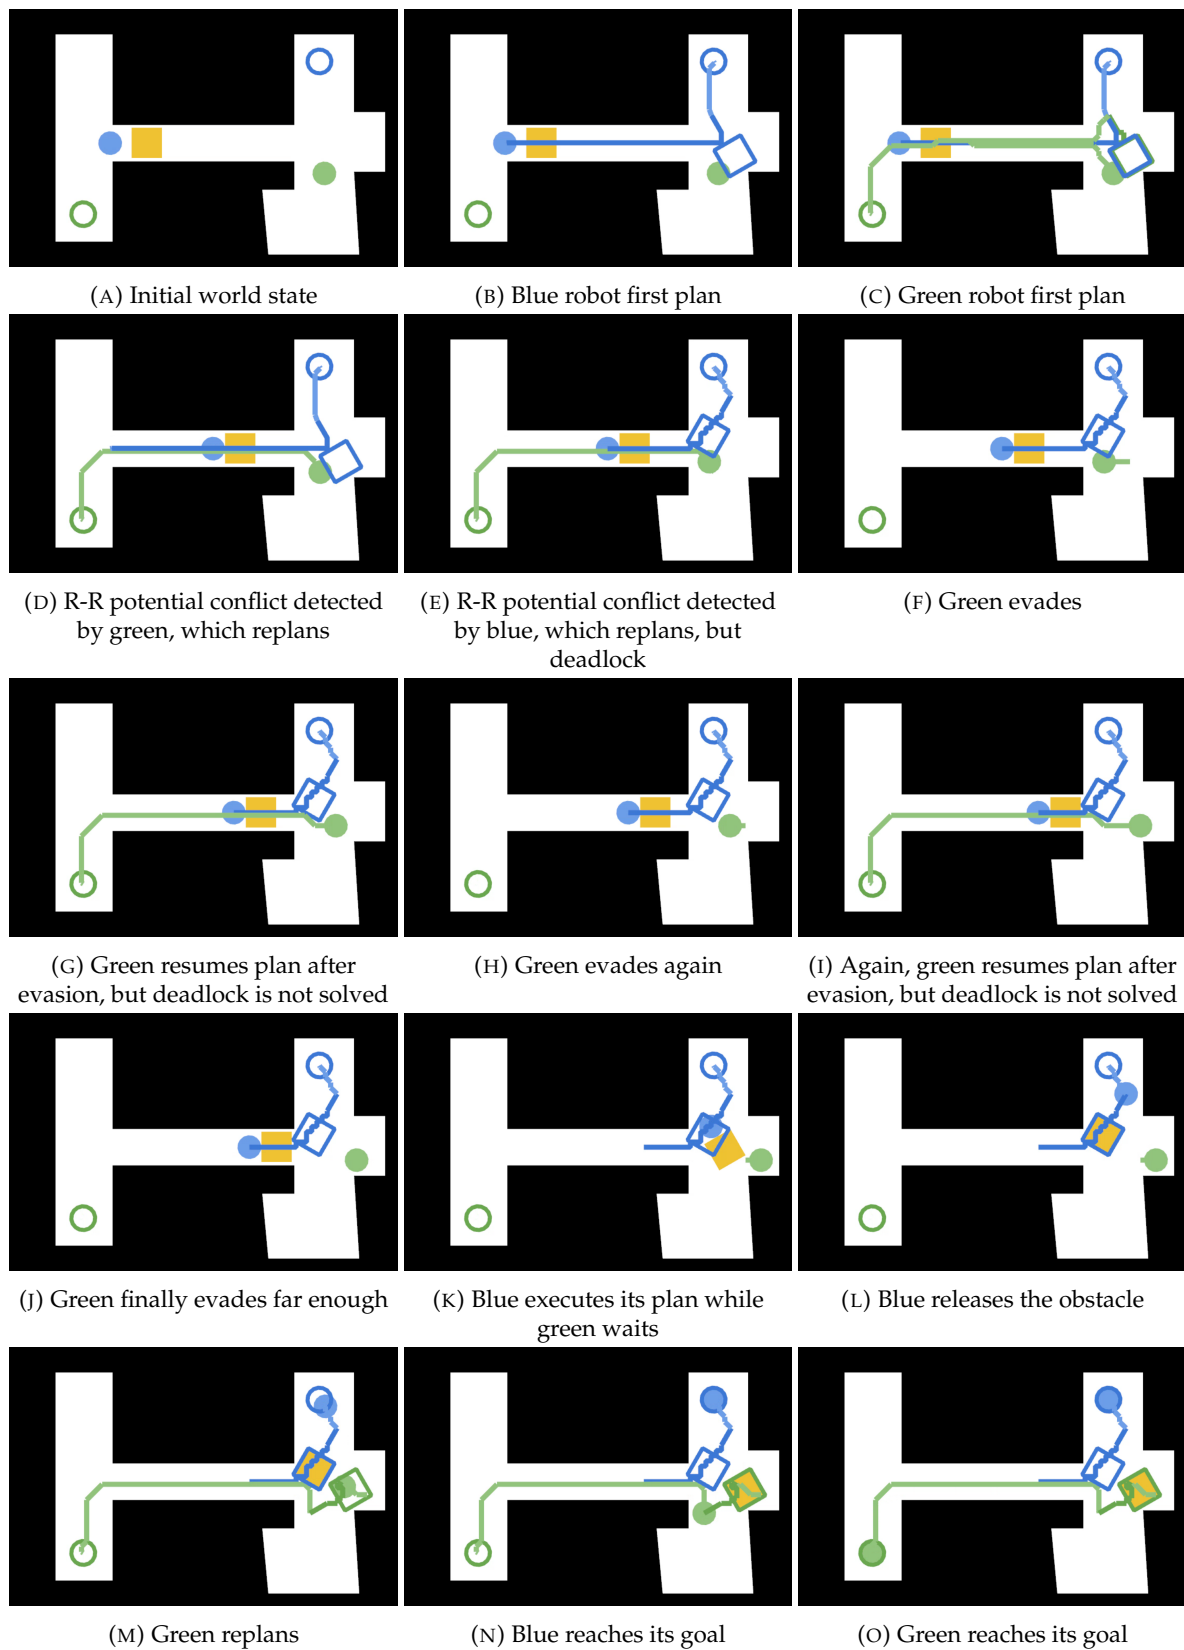 (A) Initial world state
(B) Blue robot first plan
(C) Green robot first plan
(D) R-R potential conflict detected
by green, which replans
(E) R-R potential conflict detected
by blue, which replans, but
deadlock
(F) Green evades
(G) Green resumes plan after
evasion, but deadlock is not solved
(H) Green evades again
(I) Again, green resumes plan after
evasion, but deadlock is not solved
(J) Green finally evades far enough
(K) Blue executes its plan while
green waits
(L) Blue releases the obstacle
(M) Green replans
(N) Blue reaches its goal
(O) Green reaches its goal